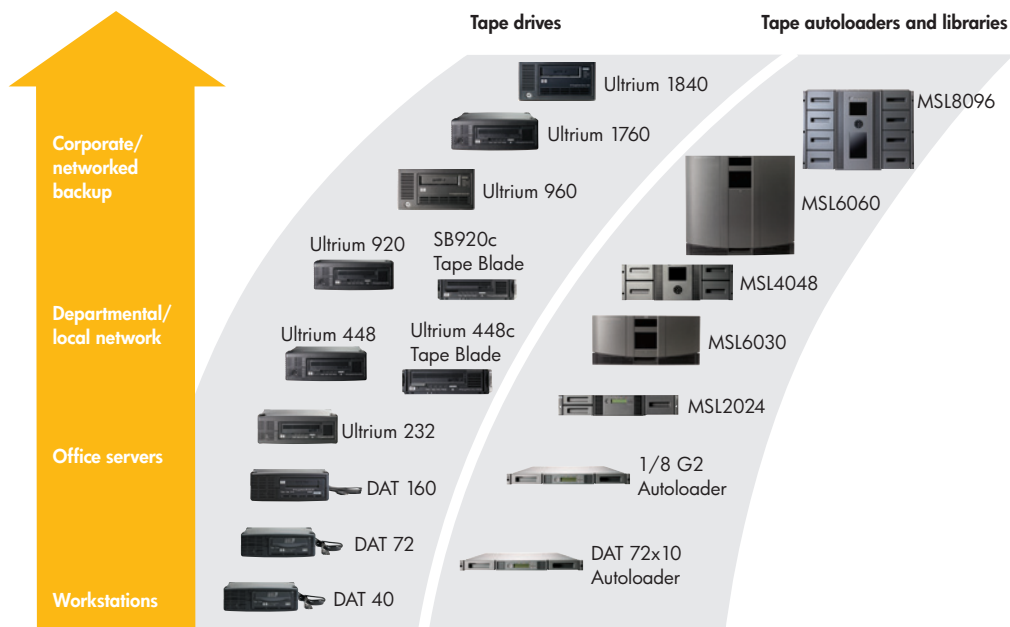 Tape drives
Tape autoloaders and libraries
Corporate/
networked
backup
Departmental/
local network
Office servers
Workstations
Ultrium 1840
Ultrium 1760
Ultrium 960
Ultrium 920
SB920c
Tape Blade
Ultrium 448
Ultrium 448c
Tape Blade
Ultrium 232
DAT 160
DAT 72
DAT 40
MSL8096
MSL6060
MSL4048
MSL6030
MSL2024
1/8 G2
Autoloader
DAT 72x10
Autoloader